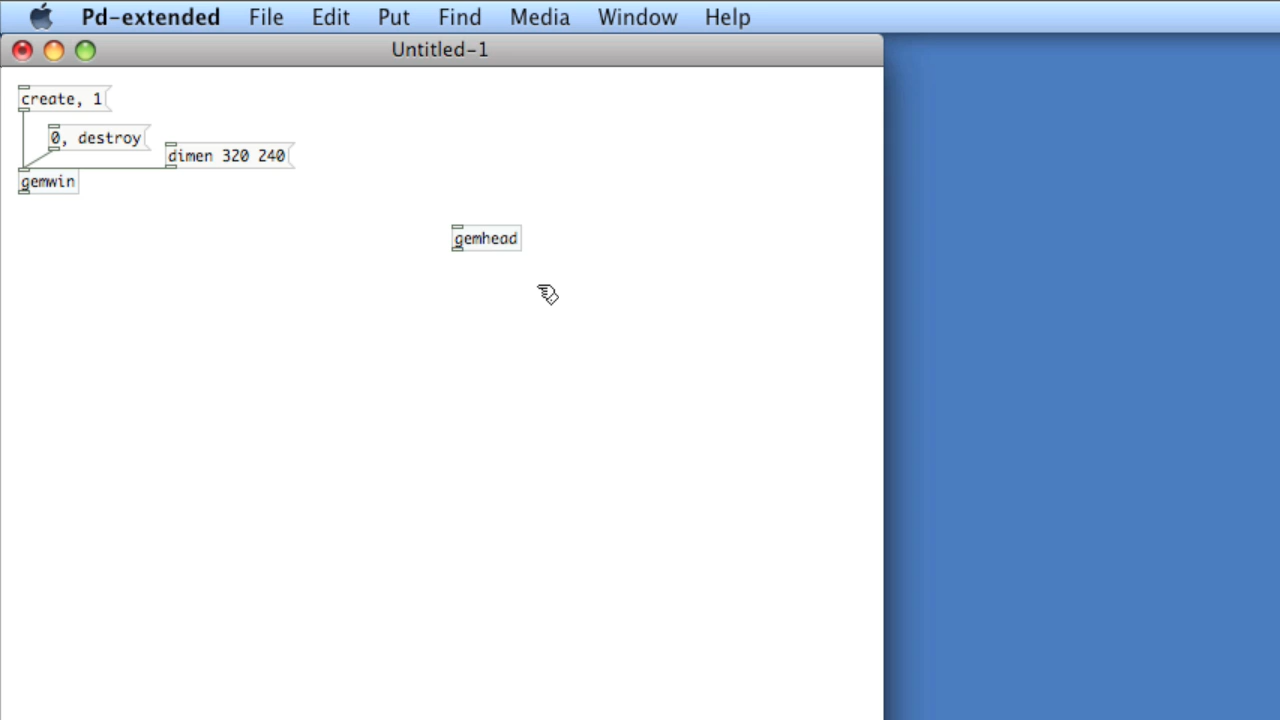 Pd-extended File Edit Put Find Media Window Help
Untitled-1
create, 1
0, destroy
dimen 320 240
gemwin
gemhead